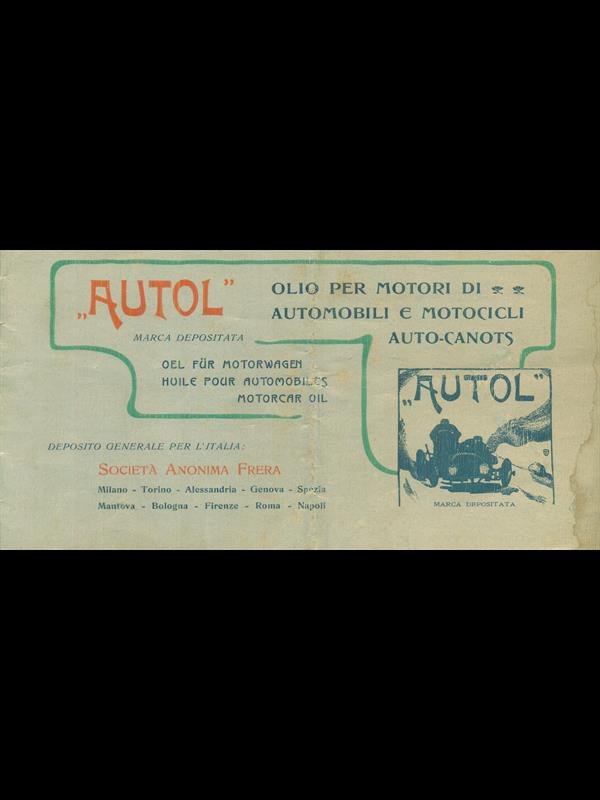 „AUTOL"
MARCA DEPOSITATA
OLIO PER MOTORI DI
AUTOMOBILI E MOTOCICLI
AUTO-CANOTS
OEL FÜR MOTORWAGEN
HUILE POUR AUTOMOBILES
MOTORCAR OIL
„AUTOL"
MARCA DEPOSITATA
DEPOSITO GENERALE PER L'ITALIA:
SOCIETÀ ANONIMA FRERA
Milano - Torino - Alessandria - Genova - Spezia
Mantova - Bologna - Firenze - Roma - Napoli